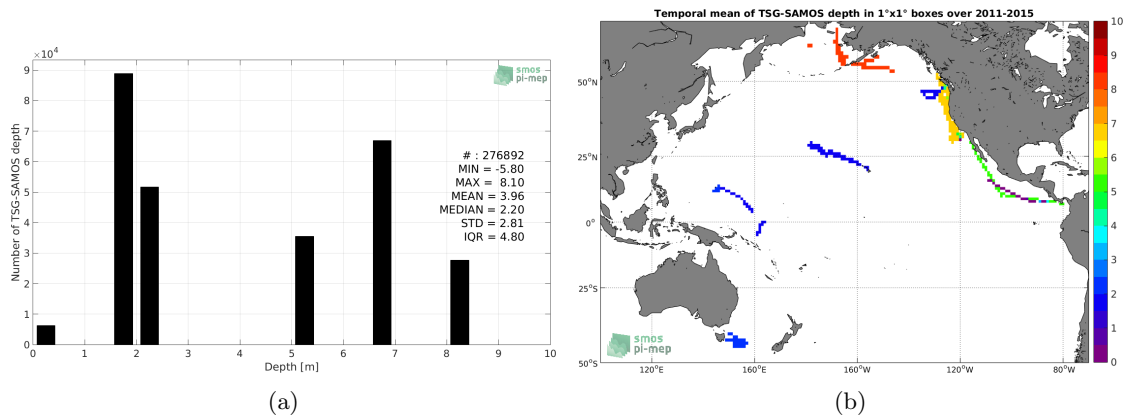 ×10⁴
9
8
7
6
5
4
3
2
1
0
Number of TSG-SAMOS depth
smos
pi-mep
# : 276892
MIN = -5.80
MAX = 8.10
MEAN = 3.96
MEDIAN = 2.20
STD = 2.81
IQR = 4.80
0 1 2 3 4 5 6 7 8 9 10
Depth [m]
(a)
Temporal mean of TSG-SAMOS depth in 1°x1° boxes over 2011-2015
50°N
25°N
0°
25°S
50°S
smos
pi-mep
120°E 160°E 160°W 120°W 80°W
10
9
8
7
6
5
4
3
2
1
0
(b)